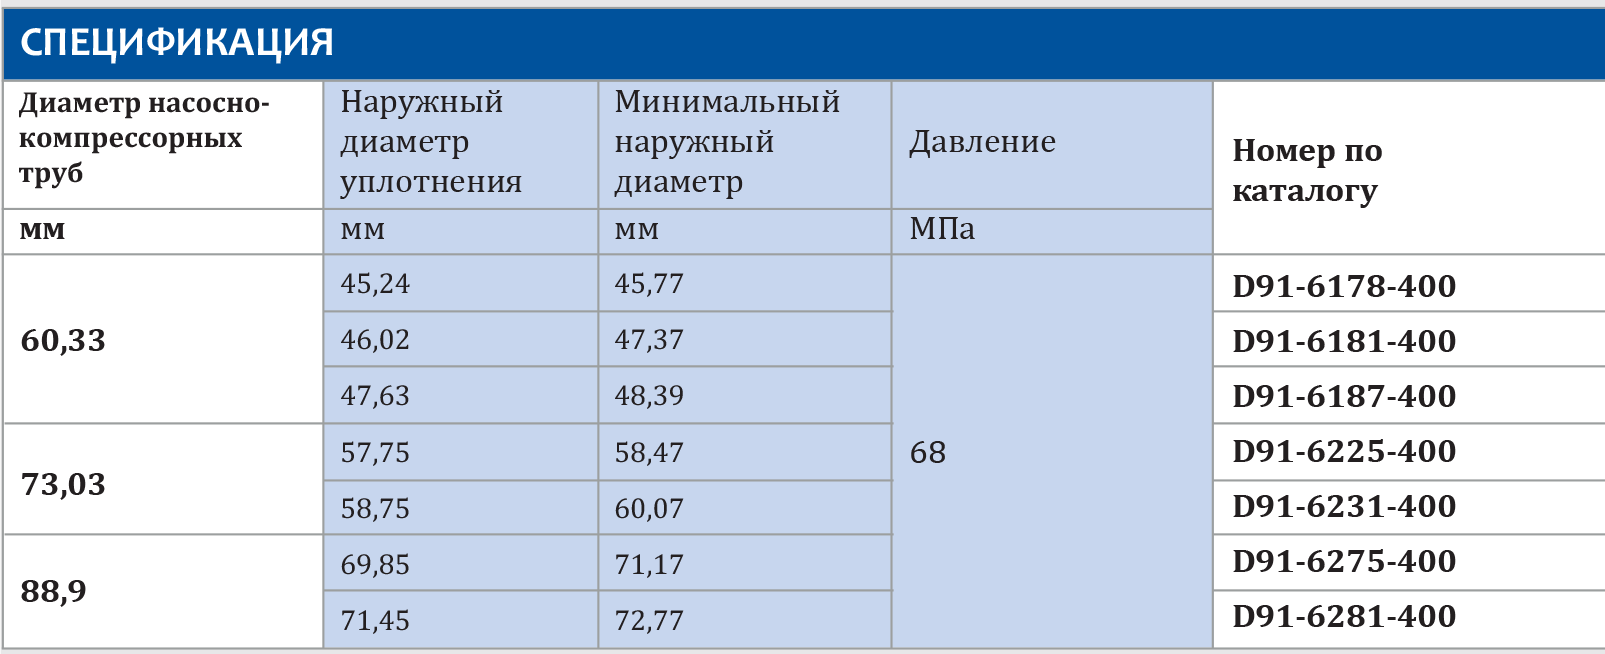 СПЕЦИФИКАЦИЯ
Диаметр насосно-
компрессорных
труб
Наружный
диаметр
уплотнения
Минимальный
наружный
диаметр
Давление
Номер по
каталогу
мм
мм
мм
МПа
60,33
45,24
45,77
68
D91-6178-400
46,02
47,37
D91-6181-400
47,63
48,39
D91-6187-400
73,03
57,75
58,47
D91-6225-400
58,75
60,07
D91-6231-400
88,9
69,85
71,17
D91-6275-400
71,45
72,77
D91-6281-400